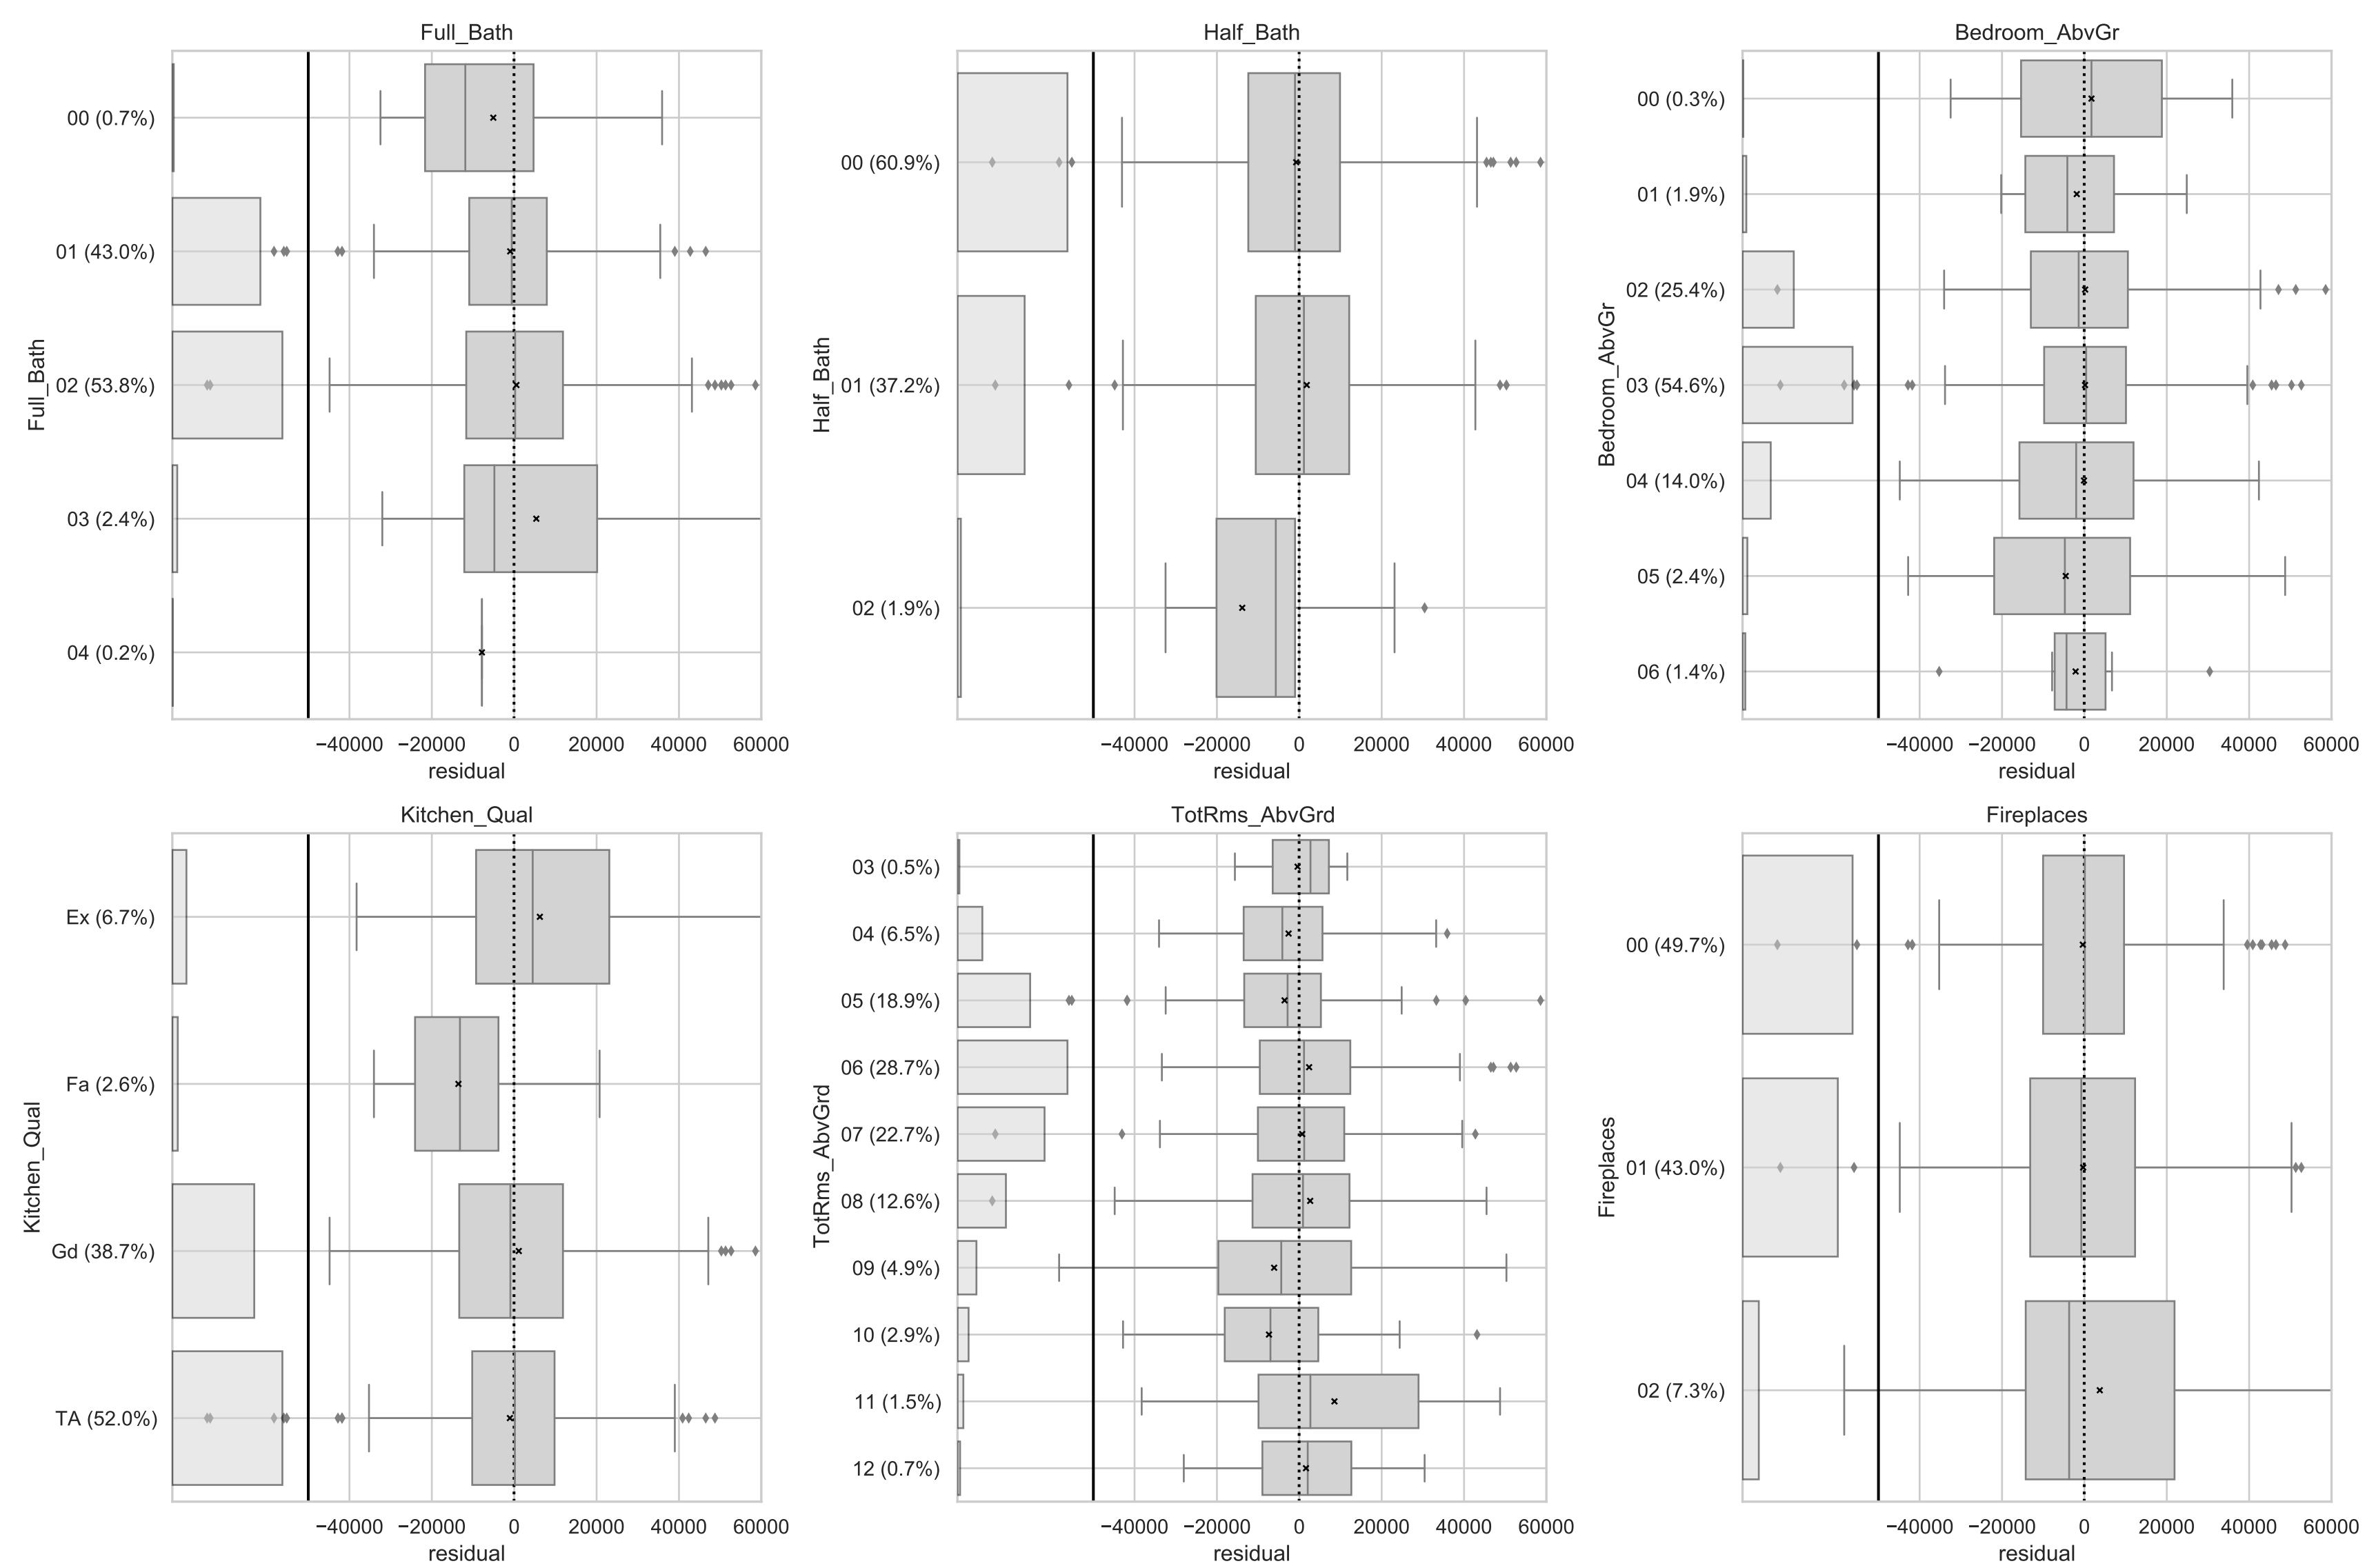 Full_Bath
Full_Bath
00 (0.7%)
01 (43.0%)
02 (53.8%)
03 (2.4%)
04 (0.2%)
−40000 −20000 0 20000 40000 60000
residual
Half_Bath
Half_Bath
00 (60.9%)
01 (37.2%)
02 (1.9%)
−40000 −20000 0 20000 40000 60000
residual
Bedroom_AbvGr
Bedroom_AbvGr
00 (0.3%)
01 (1.9%)
02 (25.4%)
03 (54.6%)
04 (14.0%)
05 (2.4%)
06 (1.4%)
−40000 −20000 0 20000 40000 60000
residual
Kitchen_Qual
Kitchen_Qual
Ex (6.7%)
Fa (2.6%)
Gd (38.7%)
TA (52.0%)
−40000 −20000 0 20000 40000 60000
residual
TotRms_AbvGrd
TotRms_AbvGrd
03 (0.5%)
04 (6.5%)
05 (18.9%)
06 (28.7%)
07 (22.7%)
08 (12.6%)
09 (4.9%)
10 (2.9%)
11 (1.5%)
12 (0.7%)
−40000 −20000 0 20000 40000 60000
residual
Fireplaces
Fireplaces
00 (49.7%)
01 (43.0%)
02 (7.3%)
−40000 −20000 0 20000 40000 60000
residual